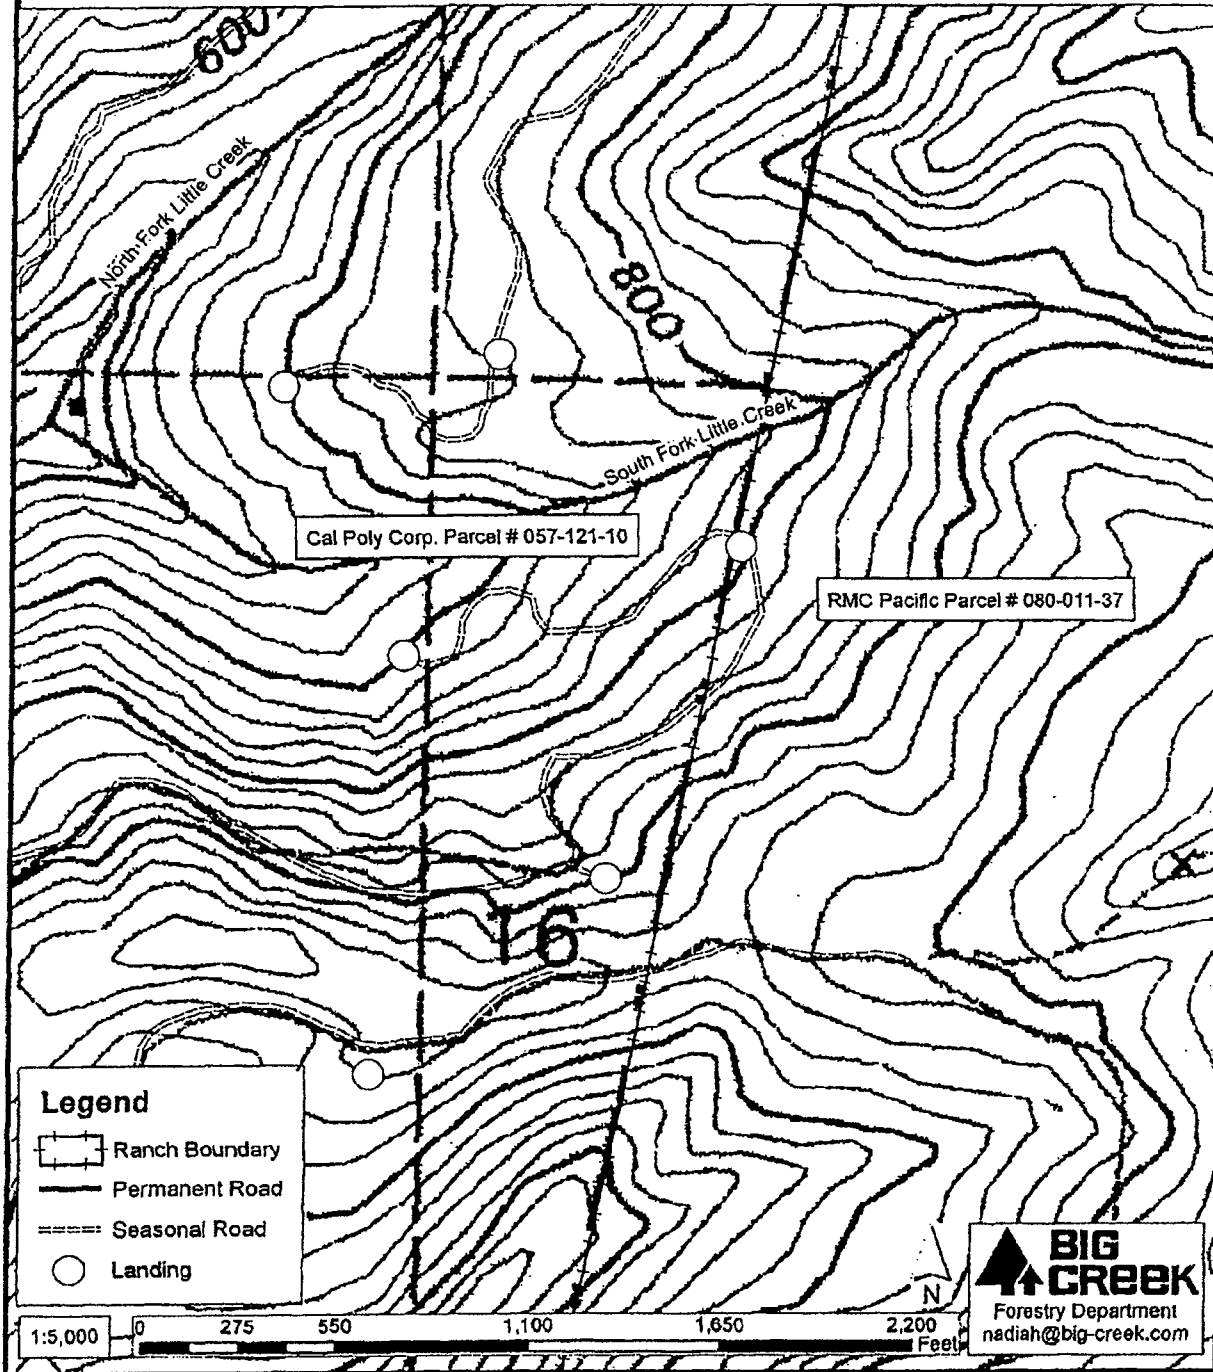 600
North Fork Little Creek
800
South Fork Little Creek
Cal Poly Corp. Parcel # 057-121-10
RMC Pacific Parcel # 080-011-37
16
X
Legend
Ranch Boundary
Permanent Road
Seasonal Road
Landing
N
BIG
CREEK
Forestry Department
nadiah@big-creek.com
1:5,000
0 275 550 1,100 1,650 2,200
Feet